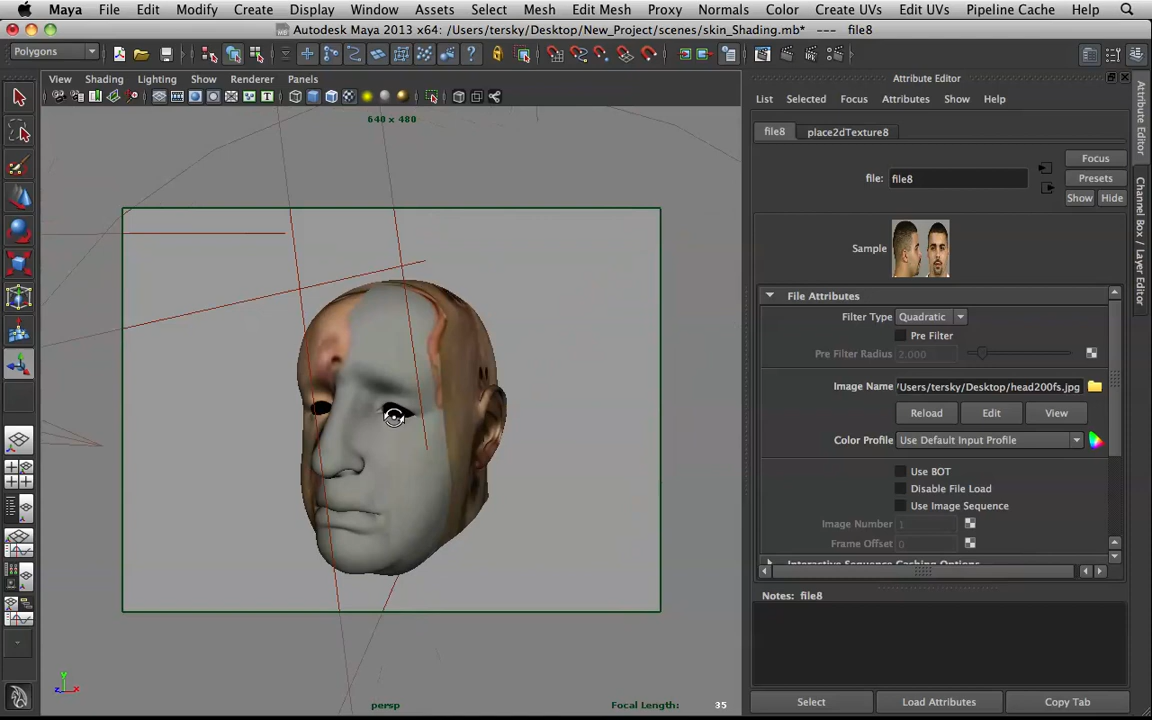 Maya File Edit Modify Create Display Window Assets Select Mesh Edit Mesh Proxy Normals Color Create UVs Edit UVs Pipeline Cache Help
Autodesk Maya 2013 x64: /Users/tersky/Desktop/New_Project/scenes/skin_Shading.mb* --- file8
Polygons
View Shading Lighting Show Renderer Panels
640 x 480
persp
Focal Length: 35
Attribute Editor
List Selected Focus Attributes Show Help
file8 place2dTexture8
file: file8
Focus
Presets
Show Hide
Sample
File Attributes
Filter Type Quadratic
Pre Filter
Pre Filter Radius 2.000
Image Name /Users/tersky/Desktop/head200fs.jpg
Reload Edit View
Color Profile Use Default Input Profile
Use BOT
Disable File Load
Use Image Sequence
Image Number 1
Frame Offset 0
Interactive Sequence Caching Options
Notes: file8
Select Load Attributes Copy Tab
Attribute Editor
Channel Box / Layer Editor